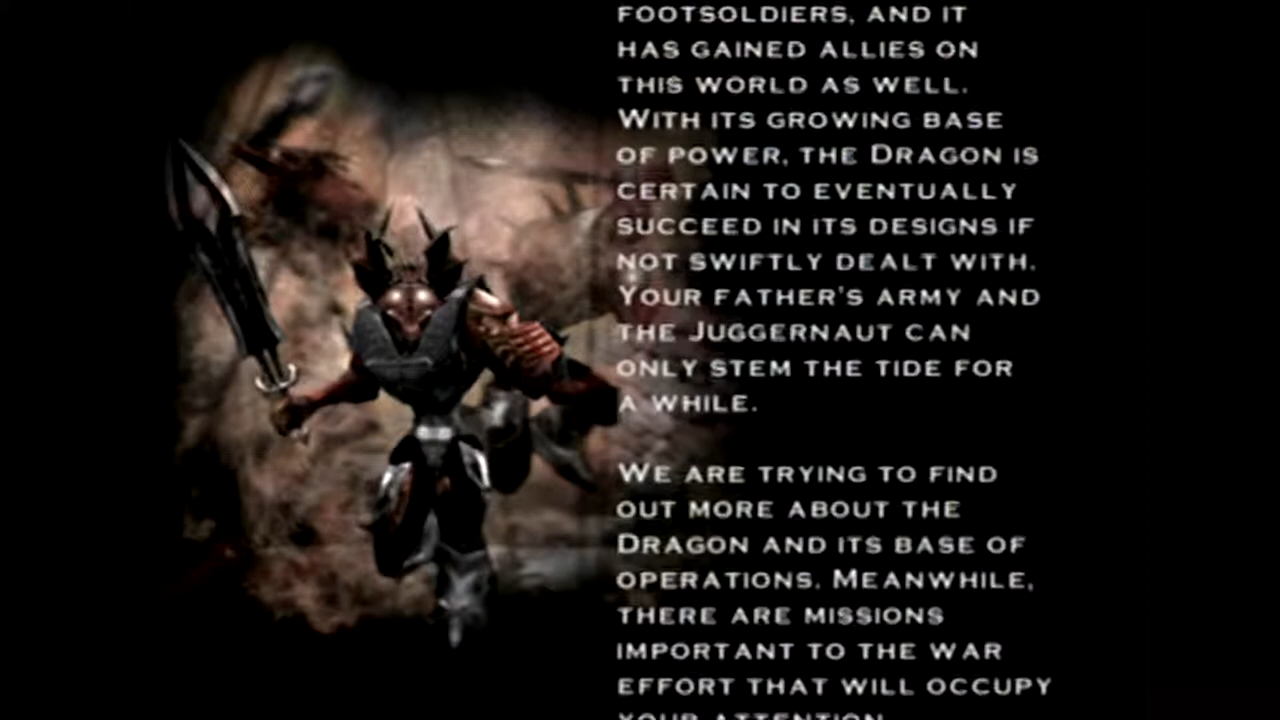 FOOTSOLDIERS, AND IT
HAS GAINED ALLIES ON
THIS WORLD AS WELL.
WITH ITS GROWING BASE
OF POWER, THE DRAGON IS
CERTAIN TO EVENTUALLY
SUCCEED IN ITS DESIGNS IF
NOT SWIFTLY DEALT WITH.
YOUR FATHER'S ARMY AND
THE JUGGERNAUT CAN
ONLY STEM THE TIDE FOR
A WHILE.
WE ARE TRYING TO FIND
OUT MORE ABOUT THE
DRAGON AND ITS BASE OF
OPERATIONS. MEANWHILE,
THERE ARE MISSIONS
IMPORTANT TO THE WAR
EFFORT THAT WILL OCCUPY
YOUR ATTENTION